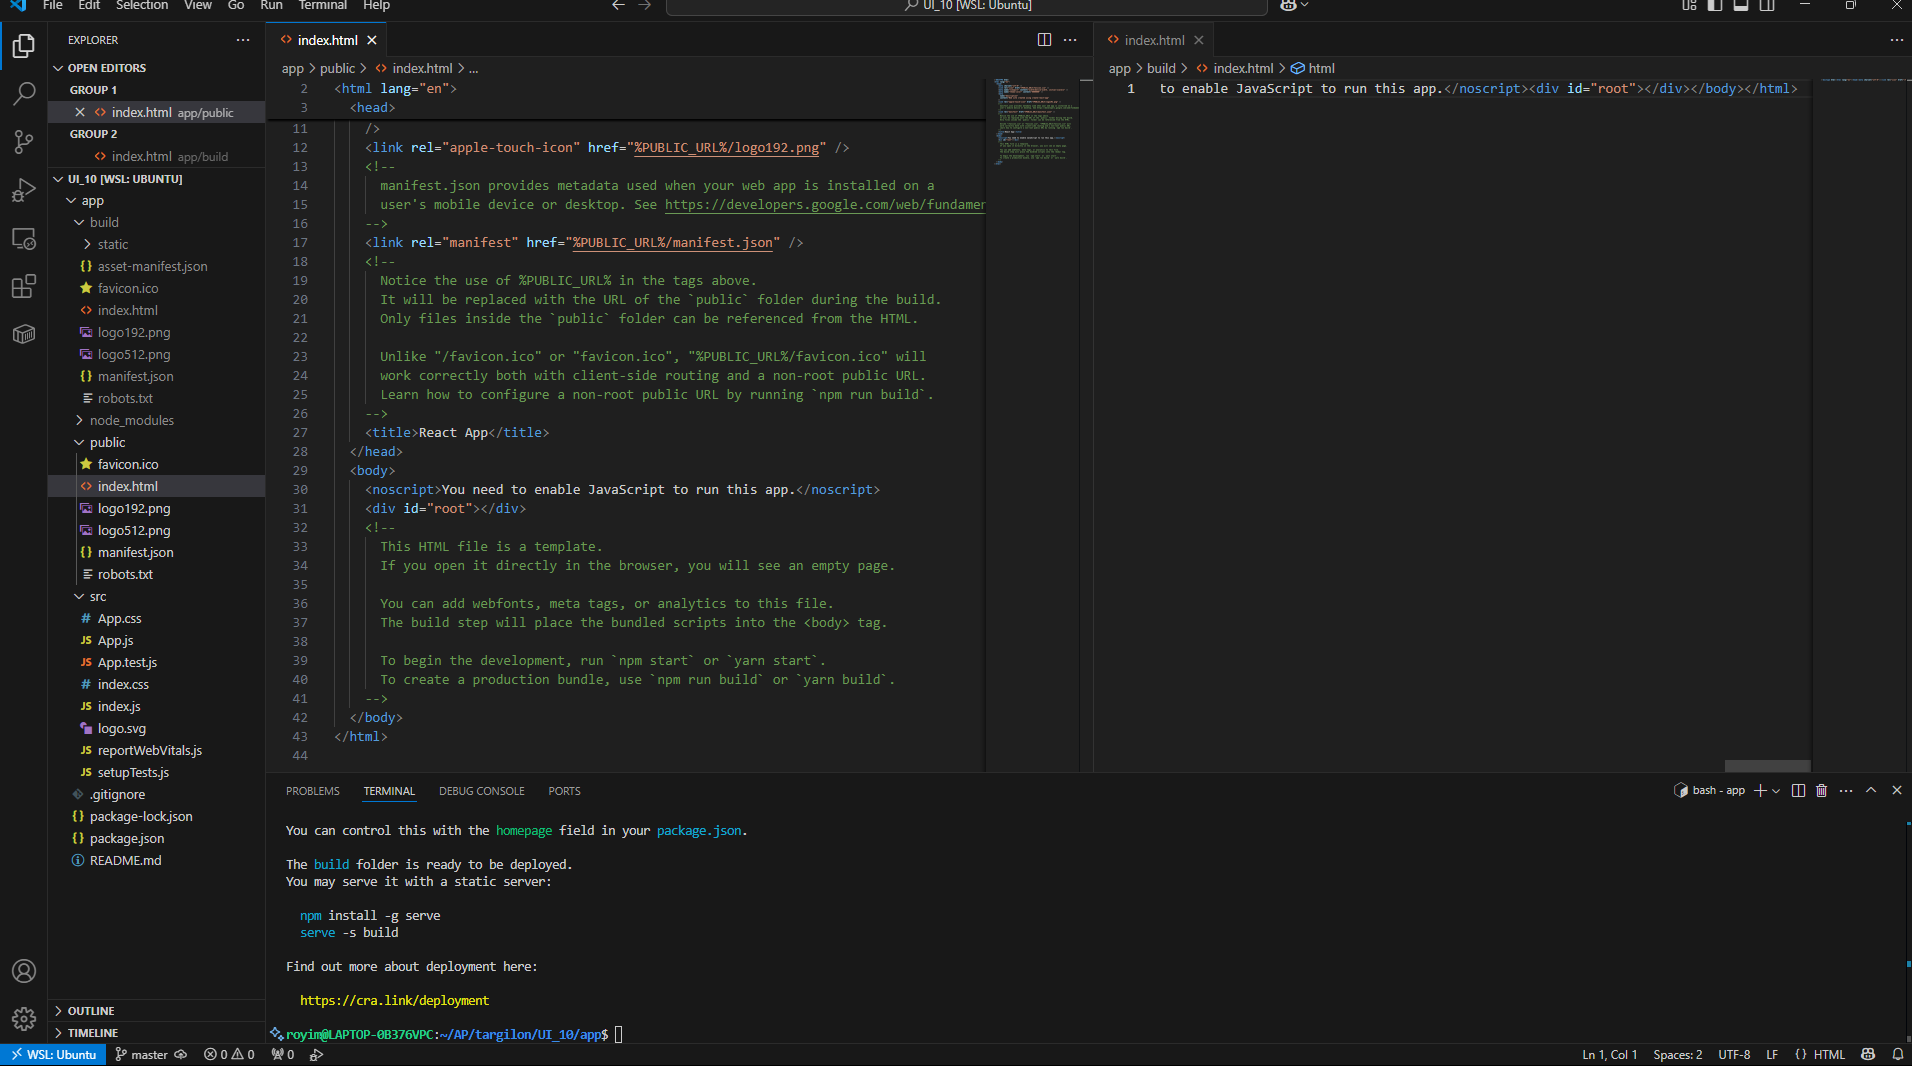 File Edit Selection View Go Run Terminal Help
UI_10 [WSL: Ubuntu]
EXPLORER
OPEN EDITORS
GROUP 1
index.html app/public
GROUP 2
index.html app/build
UI_10 [WSL: UBUNTU]
app
build
static
asset-manifest.json
favicon.ico
index.html
logo192.png
logo512.png
manifest.json
robots.txt
node_modules
public
favicon.ico
index.html
logo192.png
logo512.png
manifest.json
robots.txt
src
App.css
App.js
App.test.js
index.css
index.js
logo.svg
reportWebVitals.js
setupTests.js
.gitignore
package-lock.json
package.json
README.md
OUTLINE
TIMELINE
index.html
app > public > index.html > ...
2 <html lang="en">
3 <head>
11 />
12 <link rel="apple-touch-icon" href="%PUBLIC_URL%/logo192.png" />
13 <!--
14 manifest.json provides metadata used when your web app is installed on a
15 user's mobile device or desktop. See https://developers.google.com/web/fundamer
16 -->
17 <link rel="manifest" href="%PUBLIC_URL%/manifest.json" />
18 <!--
19 Notice the use of %PUBLIC_URL% in the tags above.
20 It will be replaced with the URL of the `public` folder during the build.
21 Only files inside the `public` folder can be referenced from the HTML.
22
23 Unlike "/favicon.ico" or "favicon.ico", "%PUBLIC_URL%/favicon.ico" will
24 work correctly both with client-side routing and a non-root public URL.
25 Learn how to configure a non-root public URL by running `npm run build`.
26 -->
27 <title>React App</title>
28 </head>
29 <body>
30 <noscript>You need to enable JavaScript to run this app.</noscript>
31 <div id="root"></div>
32 <!--
33 This HTML file is a template.
34 If you open it directly in the browser, you will see an empty page.
35
36 You can add webfonts, meta tags, or analytics to this file.
37 The build step will place the bundled scripts into the <body> tag.
38
39 To begin the development, run `npm start` or `yarn start`.
40 To create a production bundle, use `npm run build` or `yarn build`.
41 -->
42 </body>
43 </html>
44
index.html
app > build > index.html > html
1 to enable JavaScript to run this app.</noscript><div id="root"></div></body></html>
PROBLEMS TERMINAL DEBUG CONSOLE PORTS
bash - app
You can control this with the homepage field in your package.json.
The build folder is ready to be deployed.
You may serve it with a static server:
npm install -g serve
serve -s build
Find out more about deployment here:
https://cra.link/deployment
royim@LAPTOP-0B376VPC:~/AP/targilon/UI_10/app$
WSL: Ubuntu master 0 0 0
Ln 1, Col 1 Spaces: 2 UTF-8 LF {} HTML